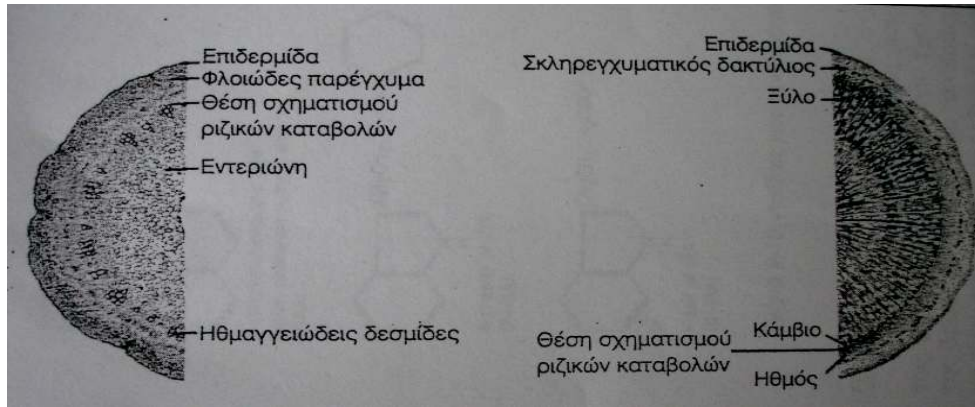 Επιδερμίδα
Φλοιώδες παρέγχυμα
Θέση σχηματισμού
ριζικών καταβολών
Εντεριώνη
Ηθμαγγειώδεις δεσμίδες
Επιδερμίδα
Σκληρεγχυματικός δακτύλιος
Ξύλο
Κάμβιο
Θέση σχηματισμού
ριζικών καταβολών
Ηθμός